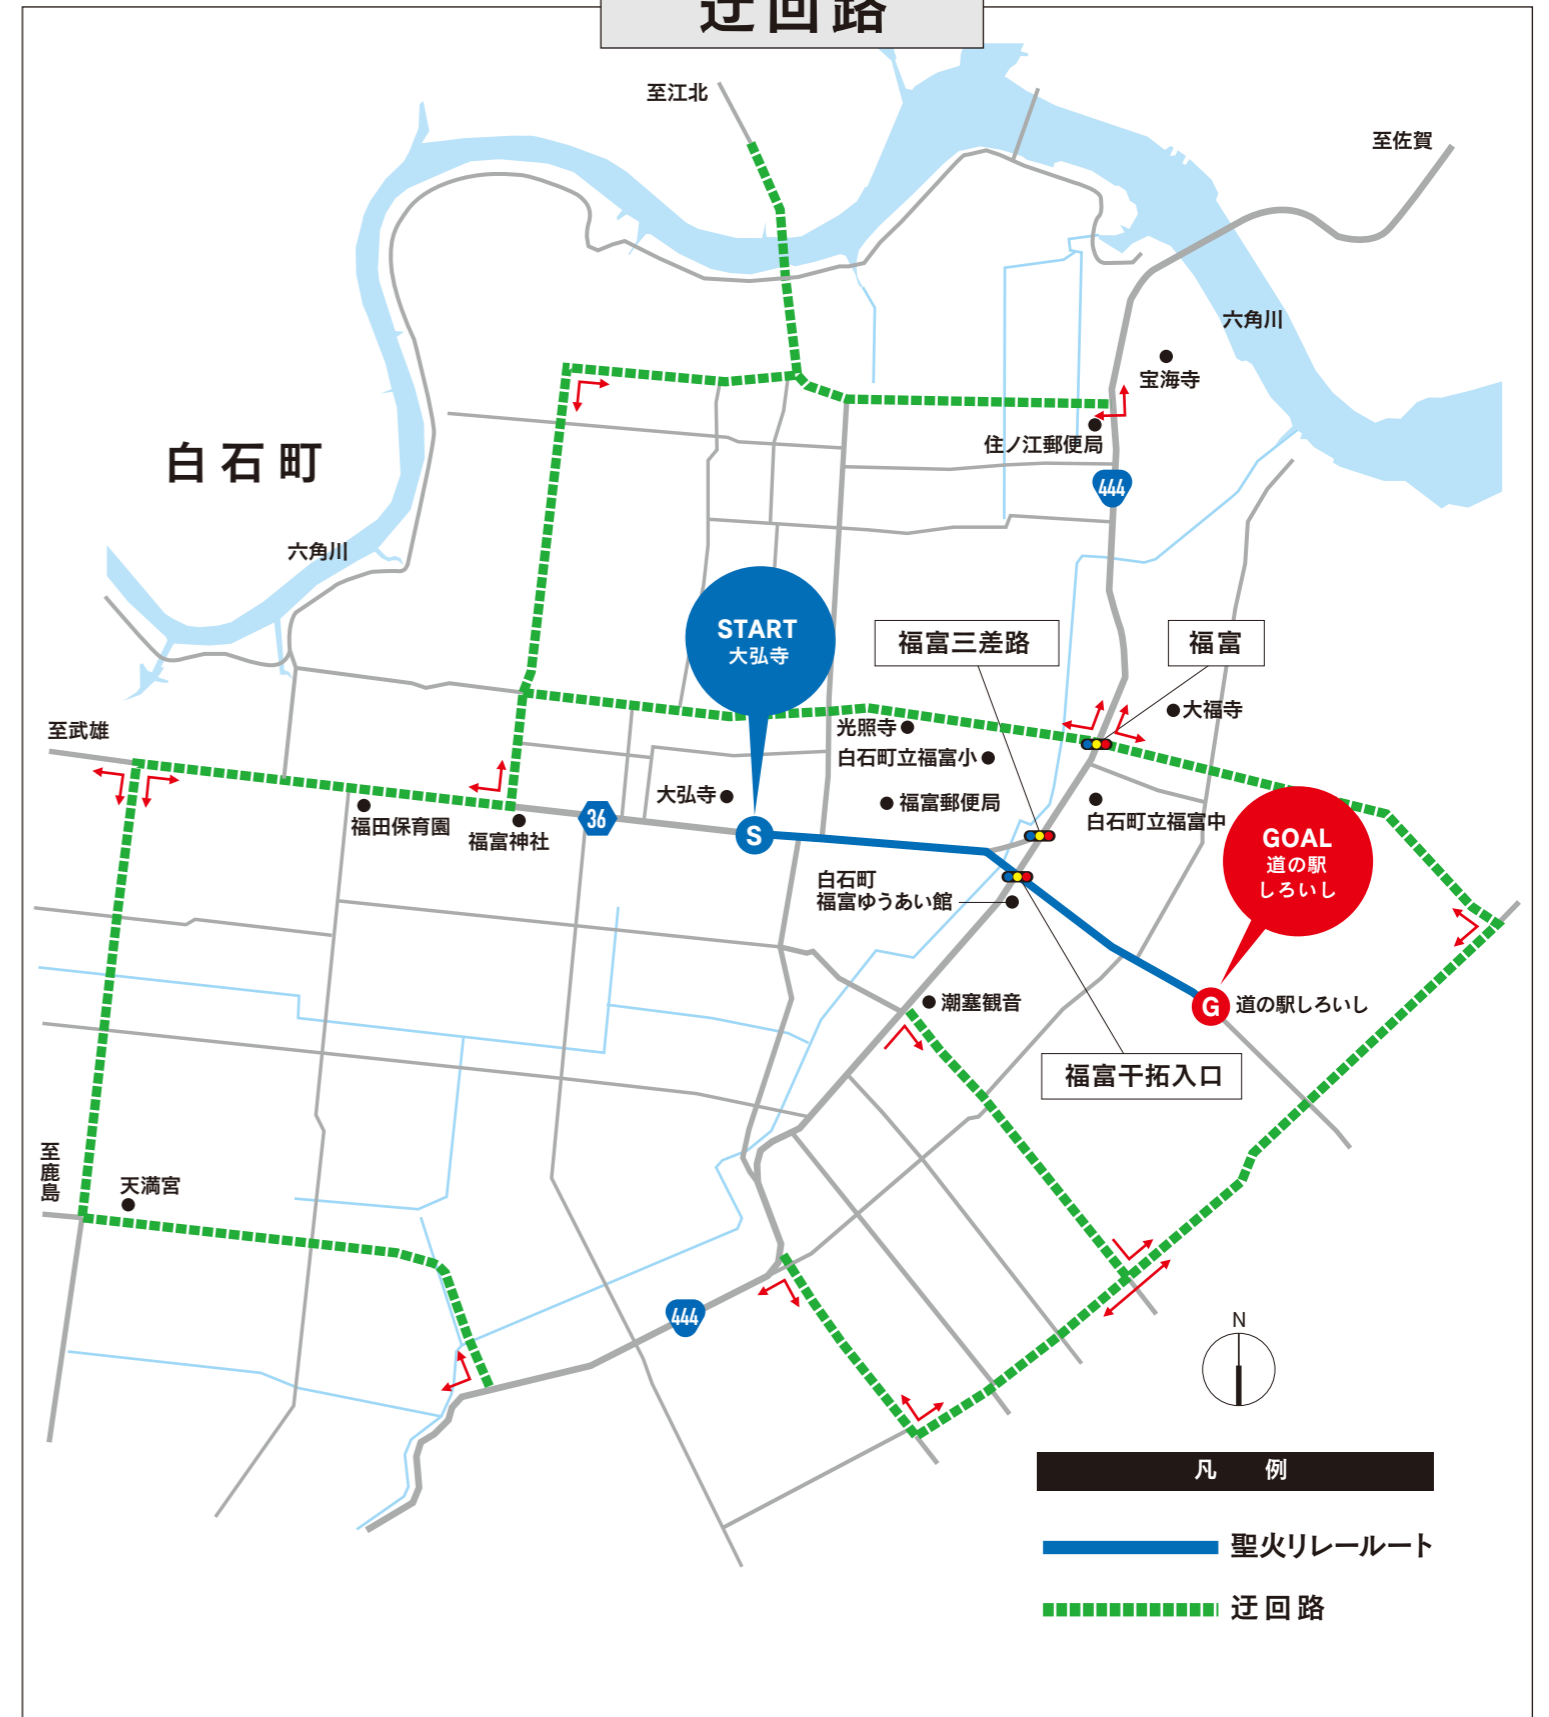 迂回路
至江北
至佐賀
六角川
宝海寺
住ノ江郵便局
白石町
444
六角川
START
大弘寺
福富三差路
福富
至武雄
光照寺
大福寺
白石町立福富小
大弘寺
福富郵便局
36
S
福田保育園
福富神社
白石町立福富中
GOAL
道の駅
しろいし
白石町
福富ゆうあい館
潮塞観音
G
道の駅しろいし
福富干拓入口
至鹿島
天満宮
444
N
凡 例
聖火リレールート
迂回路